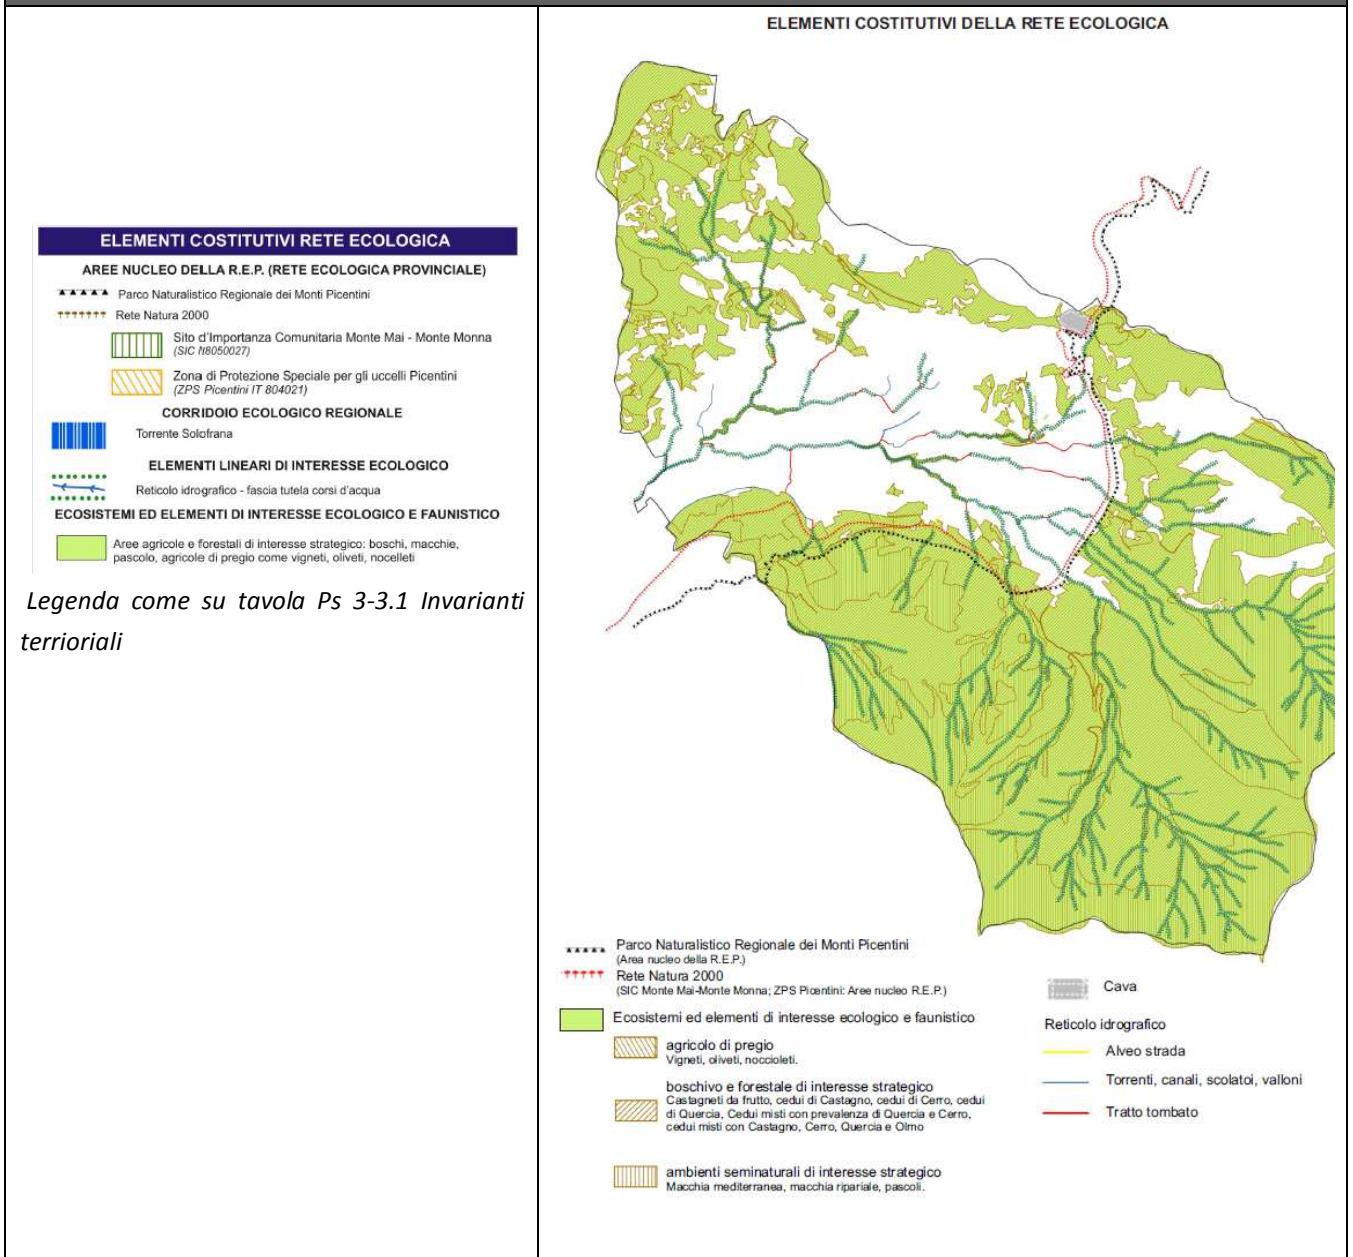 ELEMENTI COSTITUTIVI RETE ECOLOGICA
AREE NUCLEO DELLA R.E.P. (RETE ECOLOGICA PROVINCIALE)
Parco Naturalistico Regionale dei Monti Picentini
Rete Natura 2000
Sito d'Importanza Comunitaria Monte Mai - Monte Monna
(SIC It8050027)
Zona di Protezione Speciale per gli uccelli Picentini
(ZPS Picentini IT 804021)
CORRIDOIO ECOLOGICO REGIONALE
Torrente Solofrana
ELEMENTI LINEARI DI INTERESSE ECOLOGICO
Reticolo idrografico - fascia tutela corsi d'acqua
ECOSISTEMI ED ELEMENTI DI INTERESSE ECOLOGICO E FAUNISTICO
Aree agricole e forestali di interesse strategico: boschi, macchie,
pascolo, agricole di pregio come vigneti, oliveti, nocelleti
Legenda come su tavola Ps 3-3.1 Invarianti
terrioriali
ELEMENTI COSTITUTIVI DELLA RETE ECOLOGICA
Parco Naturalistico Regionale dei Monti Picentini
(Area nucleo della R.E.P.)
Rete Natura 2000
(SIC Monte Mai-Monte Monna; ZPS Picentini: Aree nucleo R.E.P.)
Ecosistemi ed elementi di interesse ecologico e faunistico
agricolo di pregio
Vigneti, oliveti, noccioleti.
boschivo e forestale di interesse strategico
Castagneti da frutto, cedui di Castagno, cedui di Cerro, cedui
di Quercia, Cedui misti con prevalenza di Quercia e Cerro,
cedui misti con Castagno, Cerro, Quercia e Olmo
ambienti seminaturali di interesse strategico
Macchia mediterranea, macchia ripariale, pascoli.
Cava
Reticolo idrografico
Alveo strada
Torrenti, canali, scolatoi, valloni
Tratto tombato